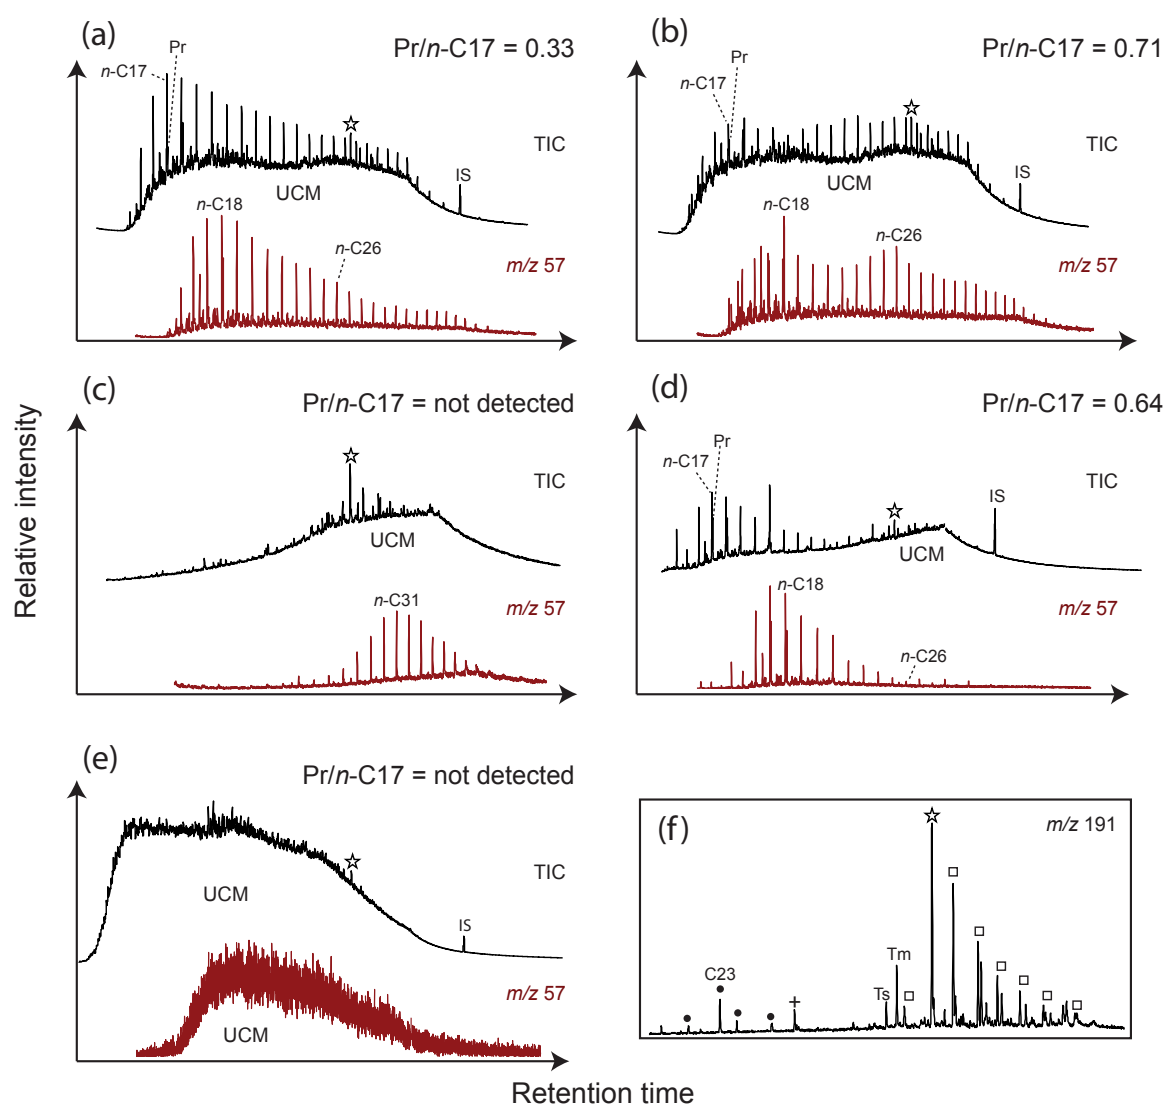 (a)
Pr/n-C17 = 0.33
Pr
n-C17
TIC
IS
UCM
n-C18
n-C26
m/z 57
(b)
Pr/n-C17 = 0.71
Pr
n-C17
TIC
IS
UCM
n-C18
n-C26
m/z 57
(c)
Pr/n-C17 = not detected
TIC
UCM
n-C31
m/z 57
(d)
Pr/n-C17 = 0.64
Pr
n-C17
TIC
IS
UCM
n-C18
n-C26
m/z 57
(e)
Pr/n-C17 = not detected
TIC
UCM
IS
m/z 57
UCM
(f)
m/z 191
C23
Tm
Ts
Relative intensity
Retention time